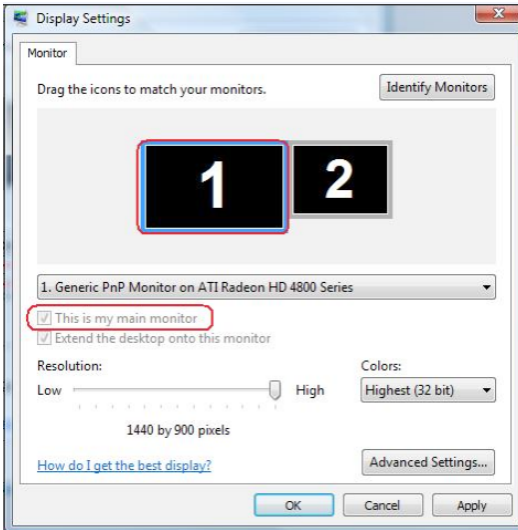 Display Settings
Monitor
Drag the icons to match your monitors.
Identify Monitors
1
2
1. Generic PnP Monitor on ATI Radeon HD 4800 Series
This is my main monitor
Extend the desktop onto this monitor
Resolution:
Colors:
Low
High
Highest (32 bit)
1440 by 900 pixels
How do I get the best display?
Advanced Settings...
OK
Cancel
Apply